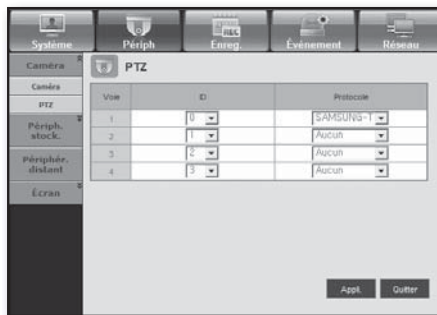 REC
Système Périph Enreg. Événement Réseau
Caméra
Caméra
PTZ
Périph. stock.
Périphér. distant
Écran
PTZ
Voie ID Protocole
1 0 SAMSUNG-T
2 1 Aucun
3 2 Aucun
4 3 Aucun
Appl. Quitter